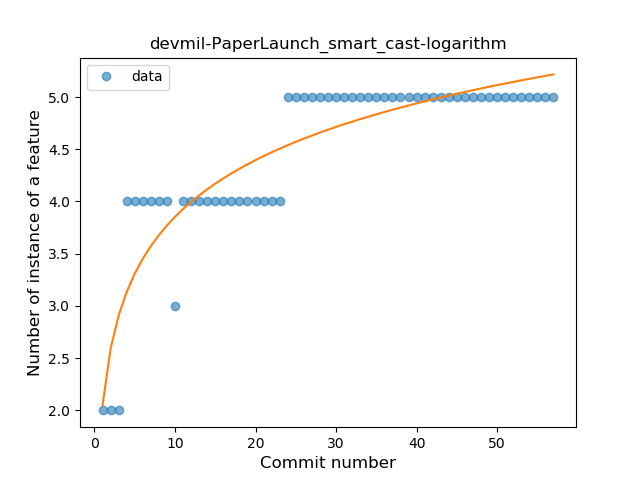 devmil-PaperLaunch_smart_cast-logarithm
data
Number of instance of a feature
5.0
4.5
4.0
3.5
3.0
2.5
2.0
0 10 20 30 40 50
Commit number